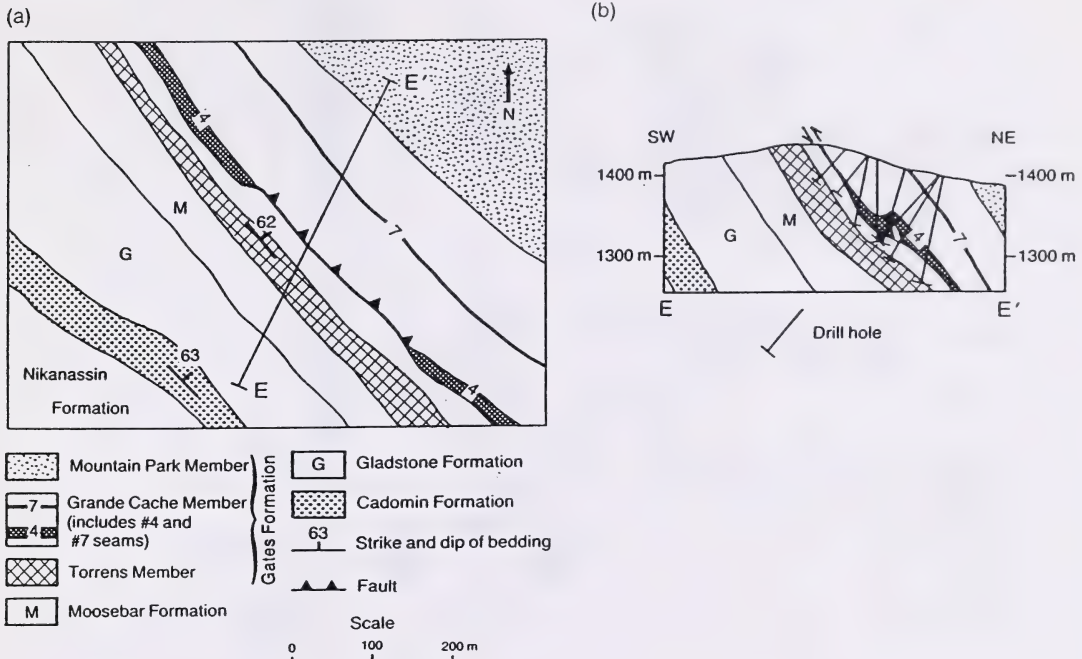 (a)
E'
N
4
62
7
M
G
63
E
Nikanassin
Formation
4
(b)
SW
NE
1400 m
1400 m
G
M
4
7
1300 m
1300 m
E
E'
Drill hole
Mountain Park Member
7 Grande Cache Member
4 (includes #4 and
#7 seams)
Torrens Member
M Moosebar Formation
Gates Formation
G Gladstone Formation
Cadomin Formation
63 Strike and dip of bedding
Fault
Scale
0 100 200 m